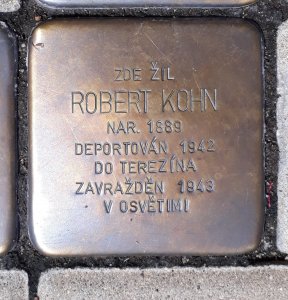 ZDE ŽIL
ROBERT KOHN
NAR. 1889
DEPORTOVÁN 1942
DO TEREZÍNA
ZAVRAŽDĚN 1943
V OSVĚTIMI